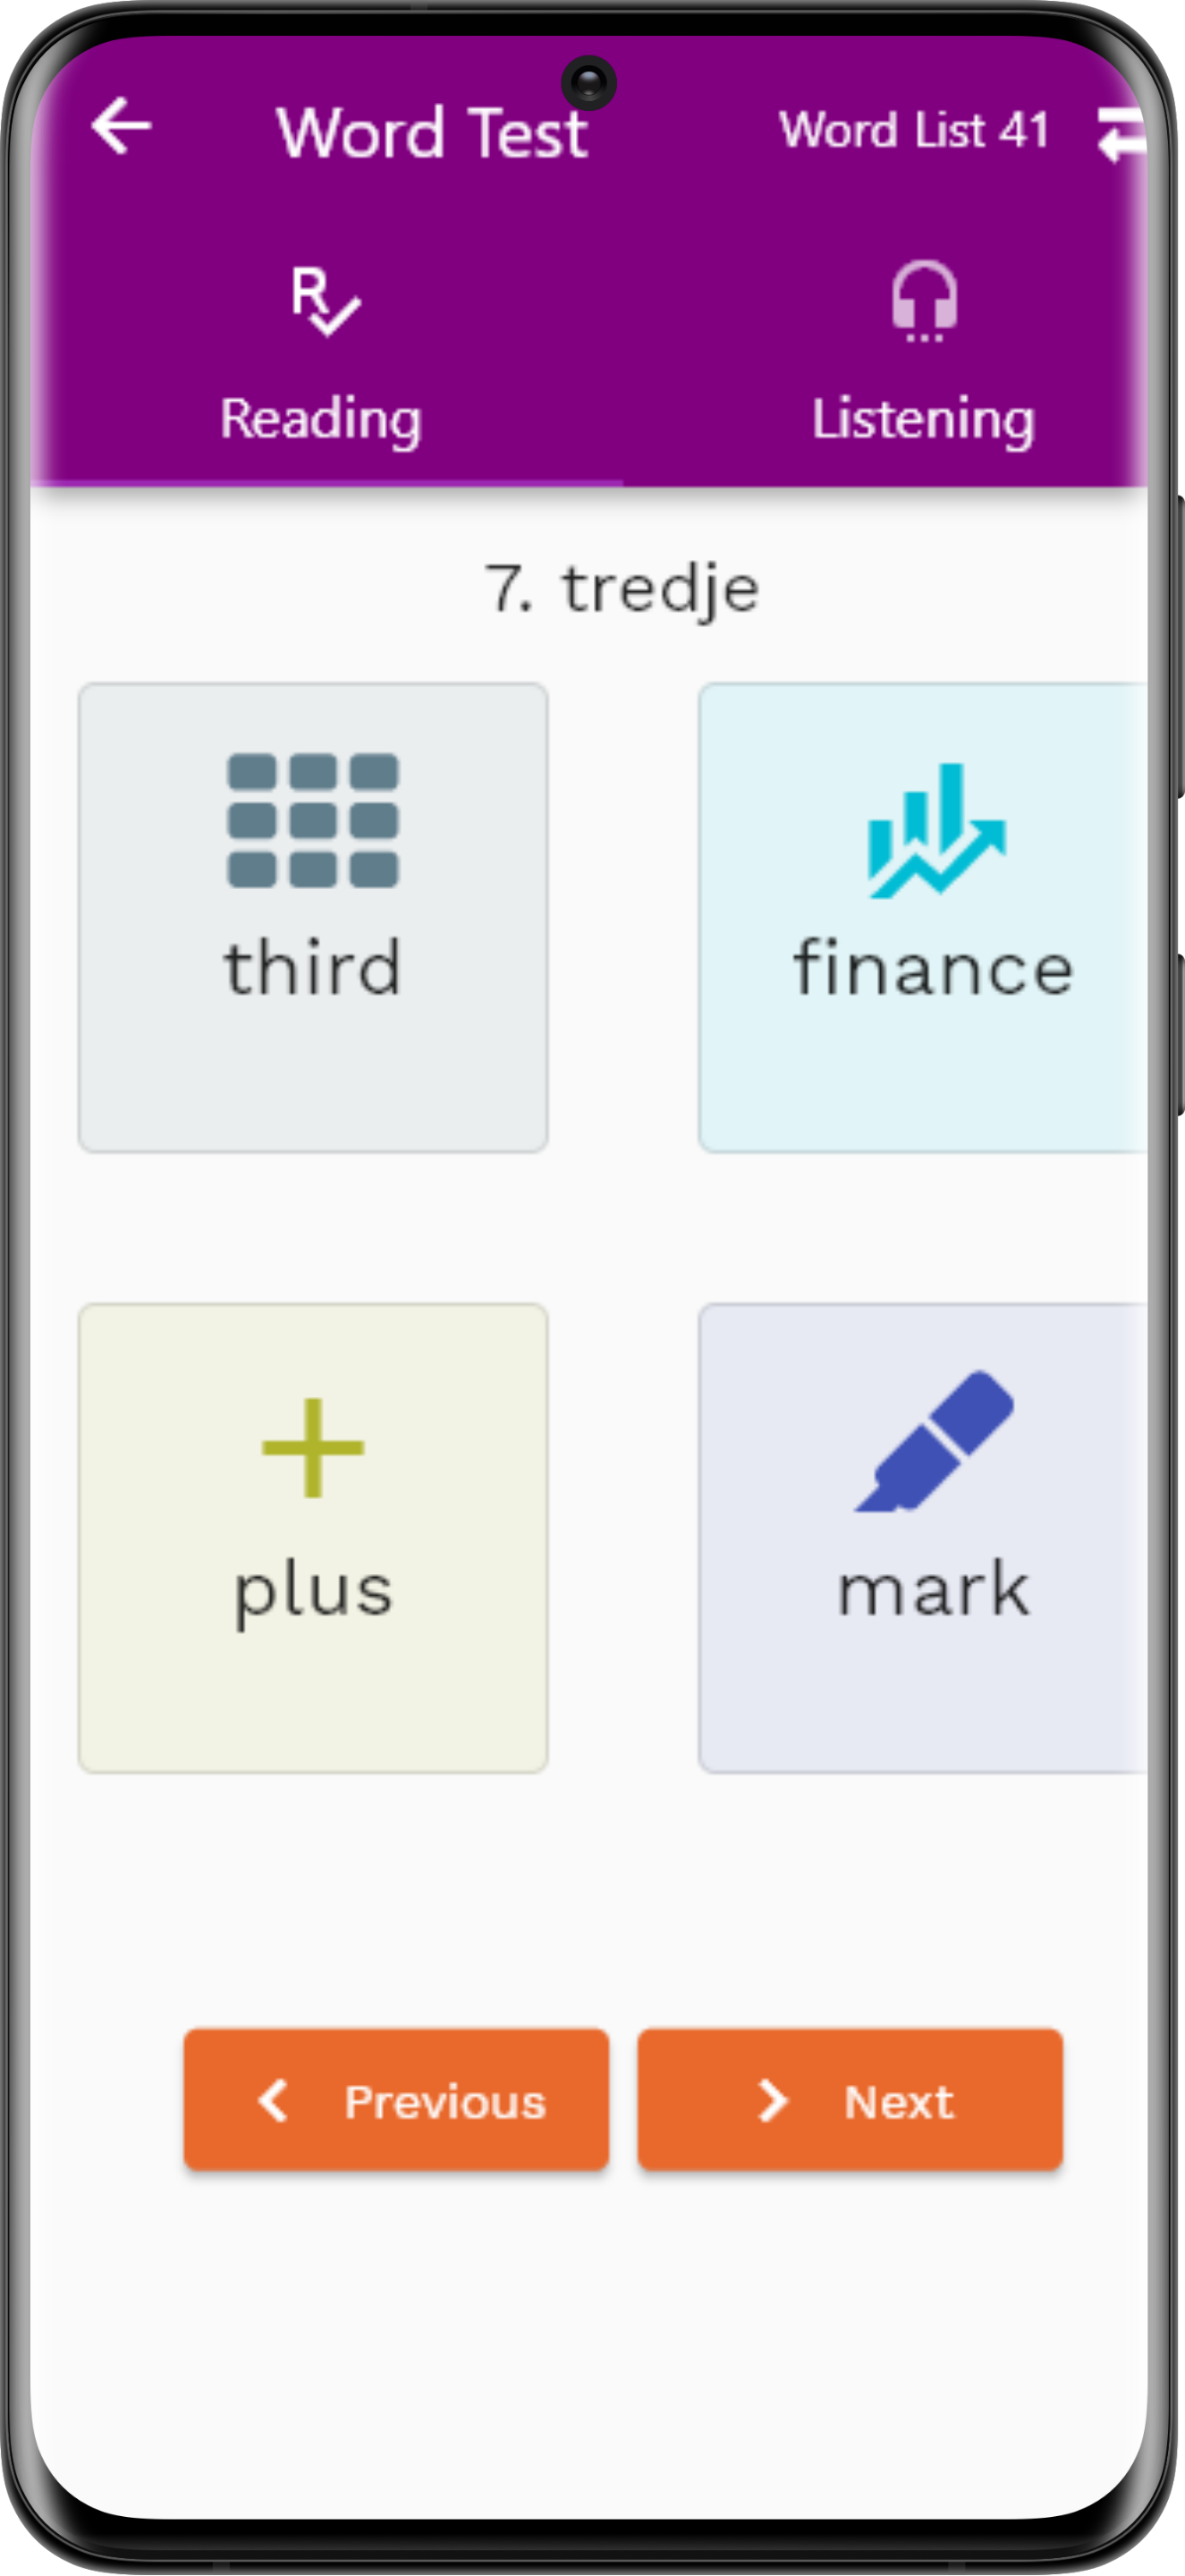 Word Test
Word List 41
Reading
Listening
7. tredje
third
finance
plus
mark
Previous
Next